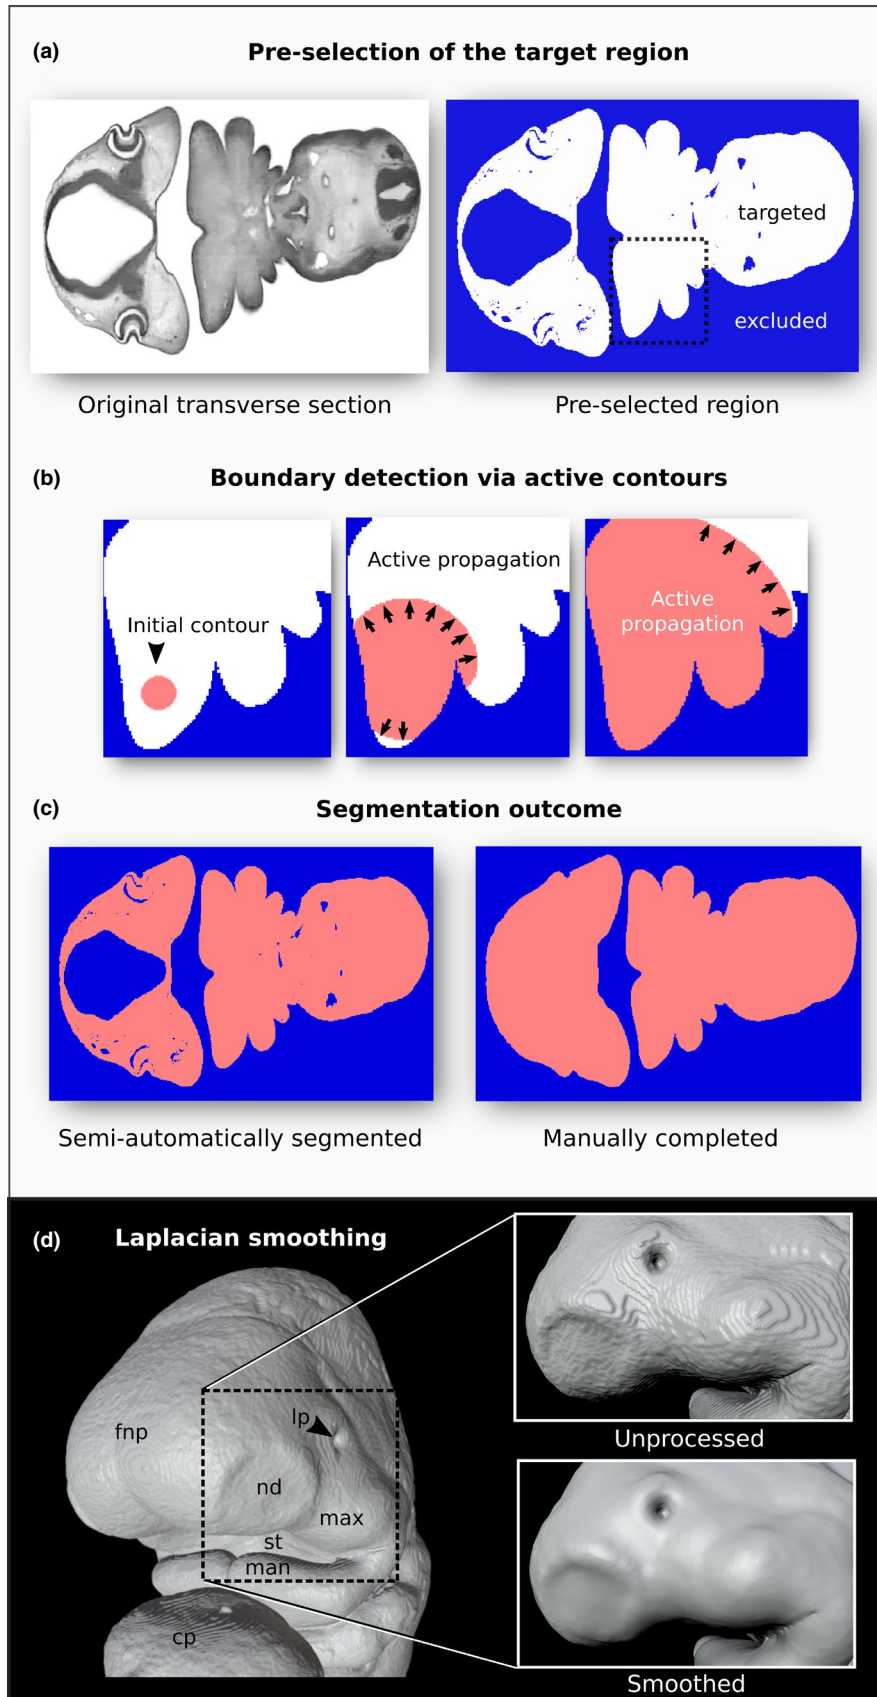 (a) Pre-selection of the target region
targeted
excluded
Original transverse section
Pre-selected region
(b) Boundary detection via active contours
Initial contour
Active propagation
Active
propagation
(c) Segmentation outcome
Semi-automatically segmented
Manually completed
(d) Laplacian smoothing
fnp
lp
nd
max
st
man
cp
Unprocessed
Smoothed